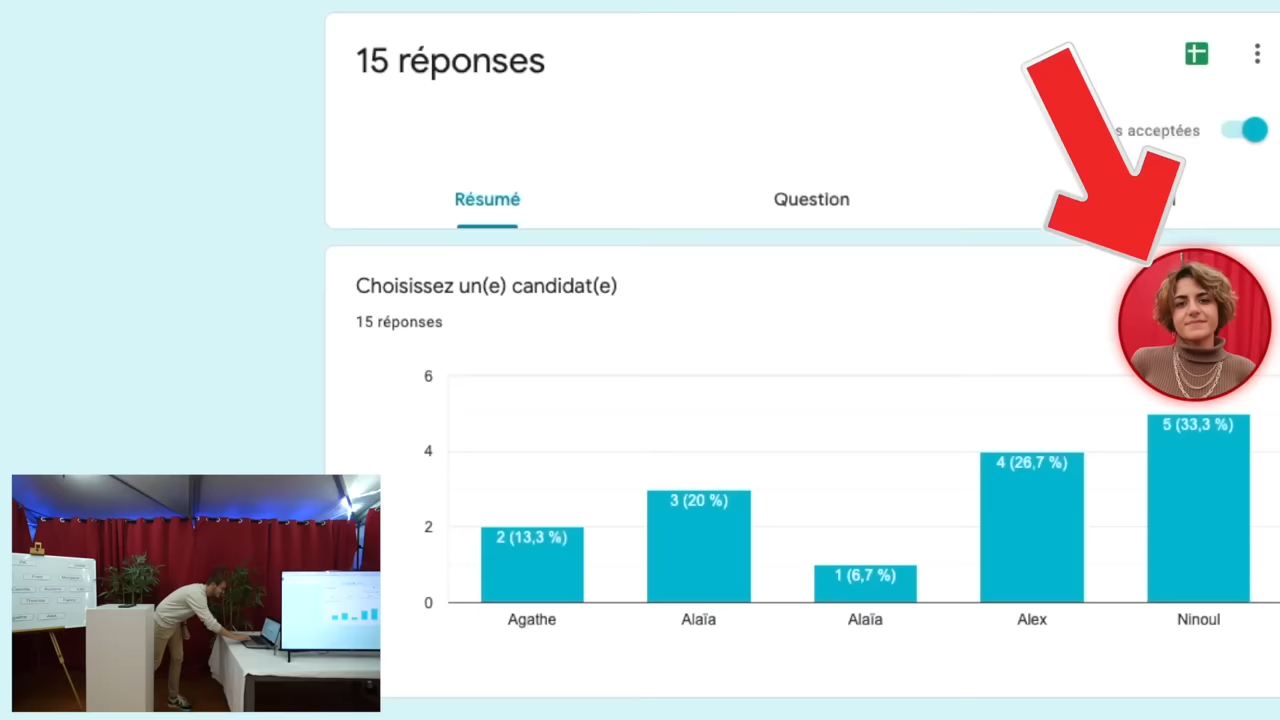 15 réponses
s acceptées
Résumé
Question
Choisissez un(e) candidat(e)
15 réponses
6
4
2
0
2 (13,3 %)
3 (20 %)
1 (6,7 %)
4 (26,7 %)
5 (33,3 %)
Agathe
Alaïa
Alaïa
Alex
Ninoul